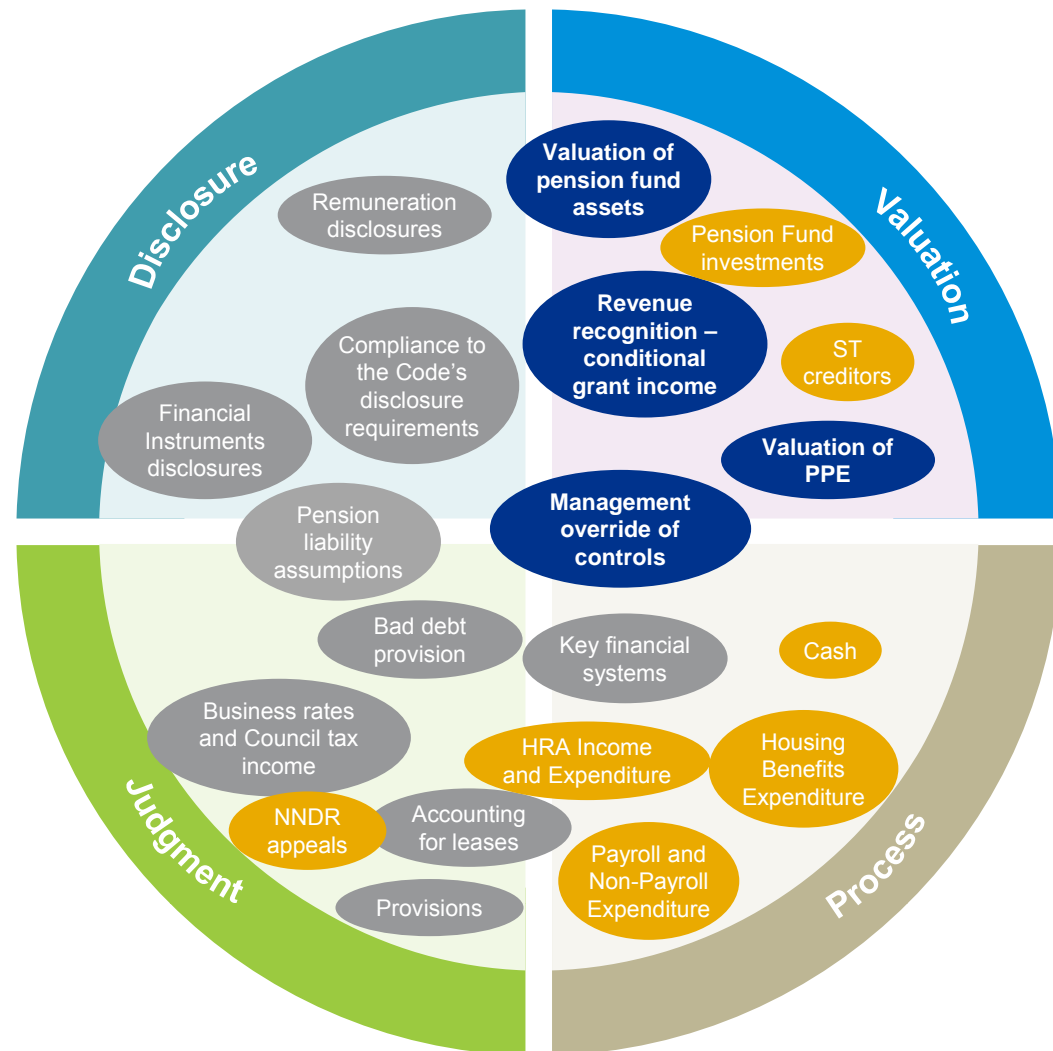 Disclosure
Remuneration
disclosures
Compliance to
the Code's
disclosure
requirements
Financial
Instruments
disclosures
Valuation
Valuation of
pension fund
assets
Pension Fund
investments
Revenue
recognition –
conditional
grant income
ST
creditors
Valuation of
PPE
Management
override of
controls
Pension
liability
assumptions
Bad debt
provision
Business rates
and Council tax
income
NNDR
appeals
Accounting
for leases
Provisions
Judgment
Key financial
systems
Cash
HRA Income
and Expenditure
Housing
Benefits
Expenditure
Payroll and
Non-Payroll
Expenditure
Process